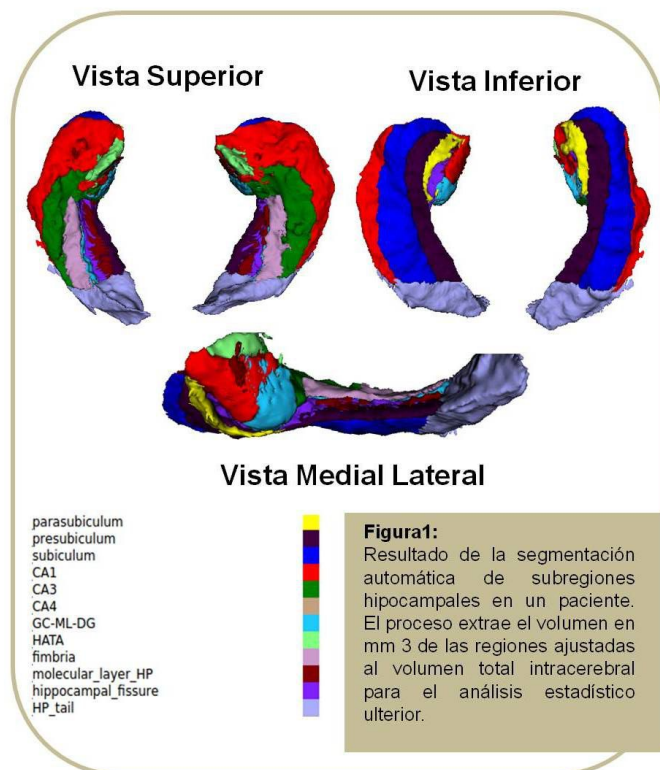 Vista Superior
Vista Inferior
Vista Medial Lateral
parasubiculum
presubiculum
subiculum
CA1
CA3
CA4
GC-ML-DG
HATA
fimbria
molecular_layer_HP
hippocampal_fissure
HP_tail
Figura1:
Resultado de la segmentación
automática de subregiones
hipocampales en un paciente.
El proceso extrae el volumen en
mm 3 de las regiones ajustadas
al volumen total intracerebral
para el análisis estadístico
ulterior.